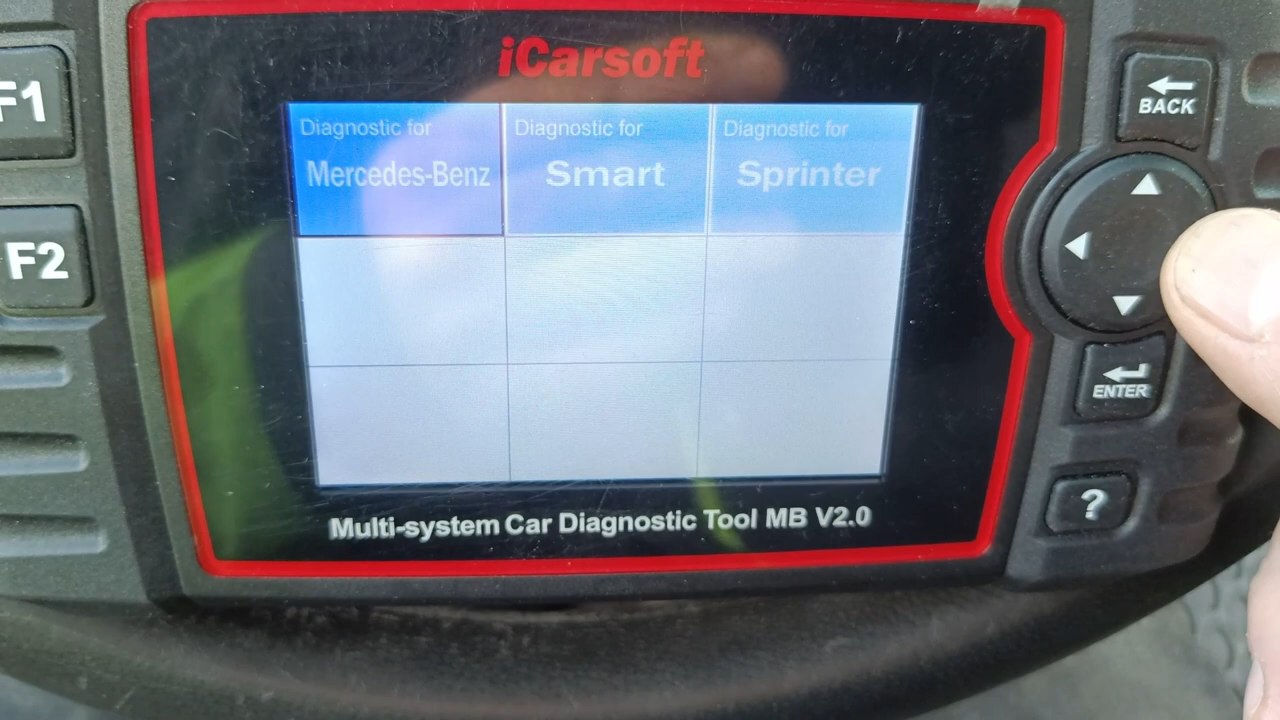 iCarsoft
F1
F2
Diagnostic for
Mercedes-Benz
Diagnostic for
Smart
Diagnostic for
Sprinter
Multi-system Car Diagnostic Tool MB V2.0
BACK
ENTER
?